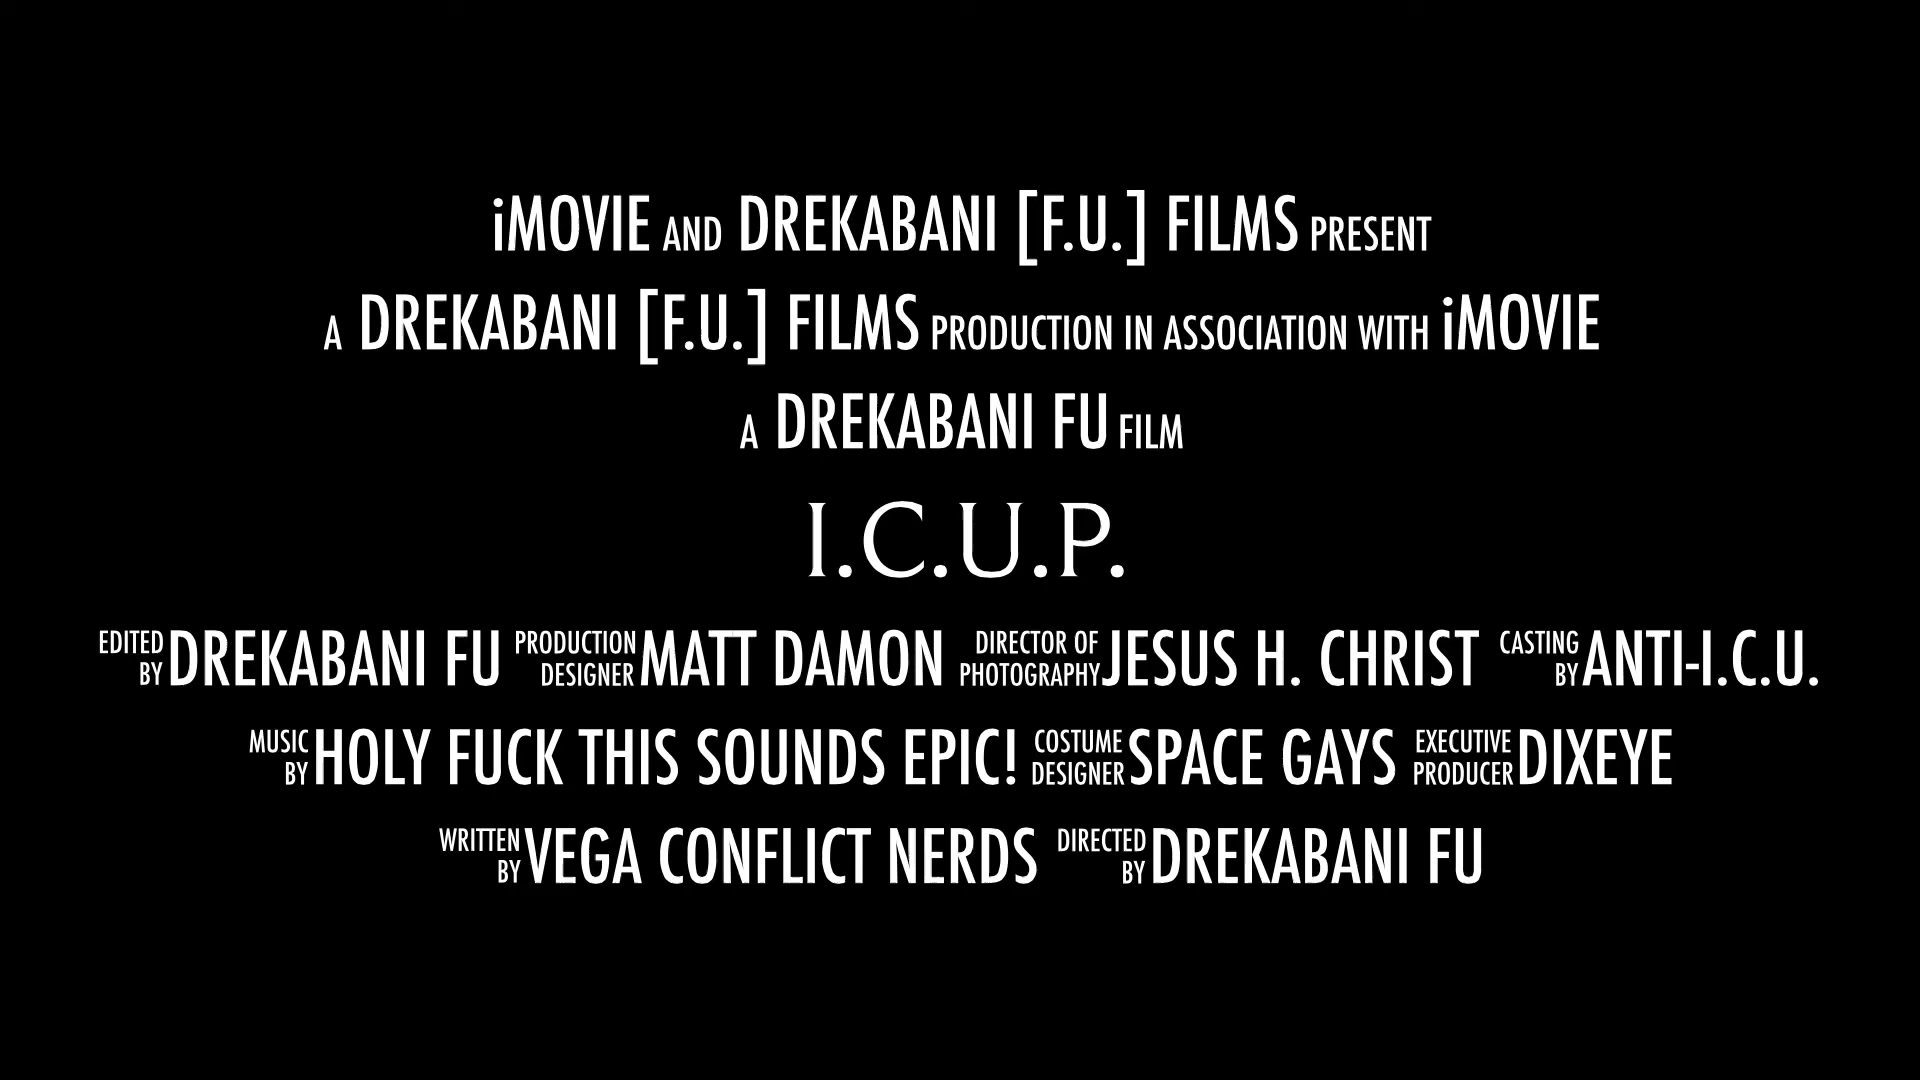 iMOVIE AND DREKABANI [F.U.] FILMS PRESENT
A DREKABANI [F.U.] FILMS PRODUCTION IN ASSOCIATION WITH iMOVIE
A DREKABANI FU FILM
I.C.U.P.
EDITED BY DREKABANI FU PRODUCTION DESIGNER MATT DAMON DIRECTOR OF PHOTOGRAPHY JESUS H. CHRIST CASTING BY ANTI-I.C.U.
MUSIC BY HOLY FUCK THIS SOUNDS EPIC! COSTUME DESIGNER SPACE GAYS EXECUTIVE PRODUCER DIXEYE
WRITTEN BY VEGA CONFLICT NERDS DIRECTED BY DREKABANI FU